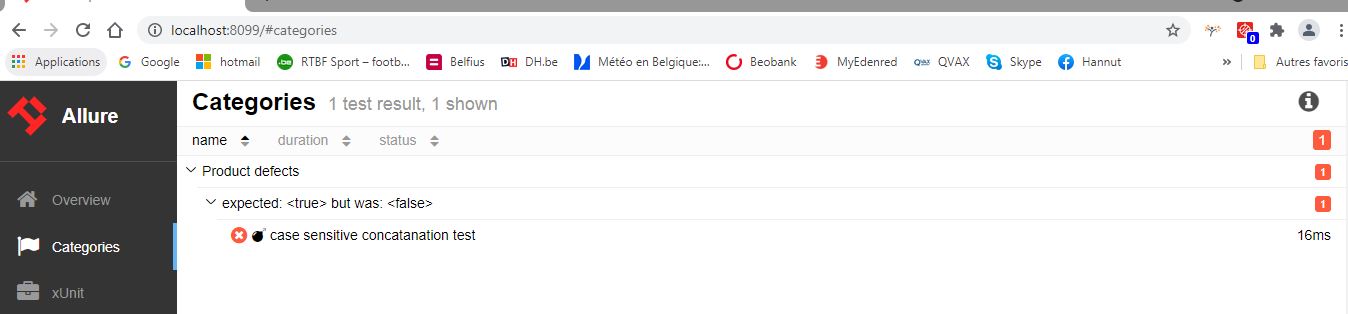 localhost:8099/#categories
0
Applications Google hotmail RTBF Sport – footb... Belfius DH DH.be Météo en Belgique:... Beobank MyEdenred QVAX QVAX Skype Hannut » Autres favoris
Allure
Categories 1 test result, 1 shown
name duration status 1
Product defects 1
Overview
expected: <true> but was: <false> 1
Categories
case sensitive concatanation test 16ms
xUnit